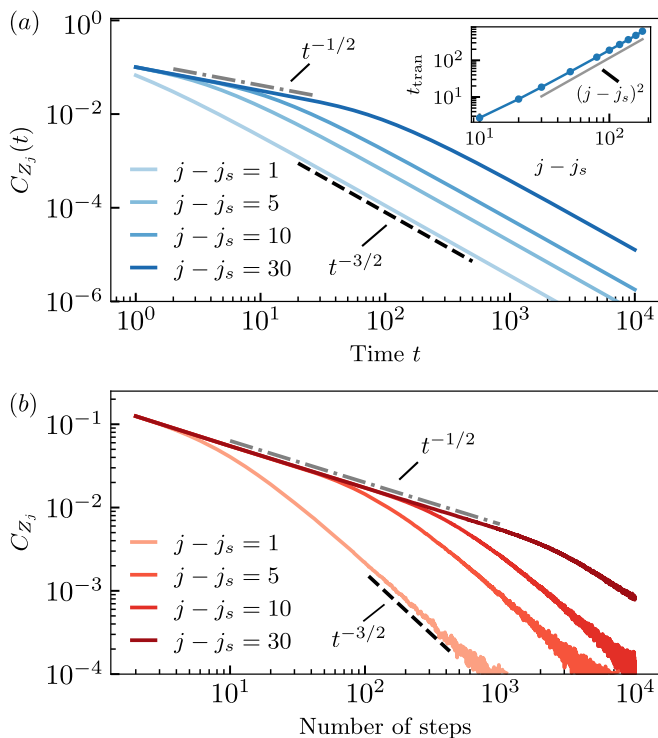 (a)
10^0
10^{-2}
10^{-4}
10^{-6}
C_{Z_j}(t)
t^{-1/2}
t^{-3/2}
j − j_s = 1
j − j_s = 5
j − j_s = 10
j − j_s = 30
10^0 10^1 10^2 10^3 10^4
Time t
t_tran
10^2
10^1
(j−j_s)^2
10^1 10^2
j − j_s
(b)
10^{-1}
10^{-2}
10^{-3}
10^{-4}
C_{Z_j}
t^{-1/2}
t^{-3/2}
j − j_s = 1
j − j_s = 5
j − j_s = 10
j − j_s = 30
10^1 10^2 10^3 10^4
Number of steps